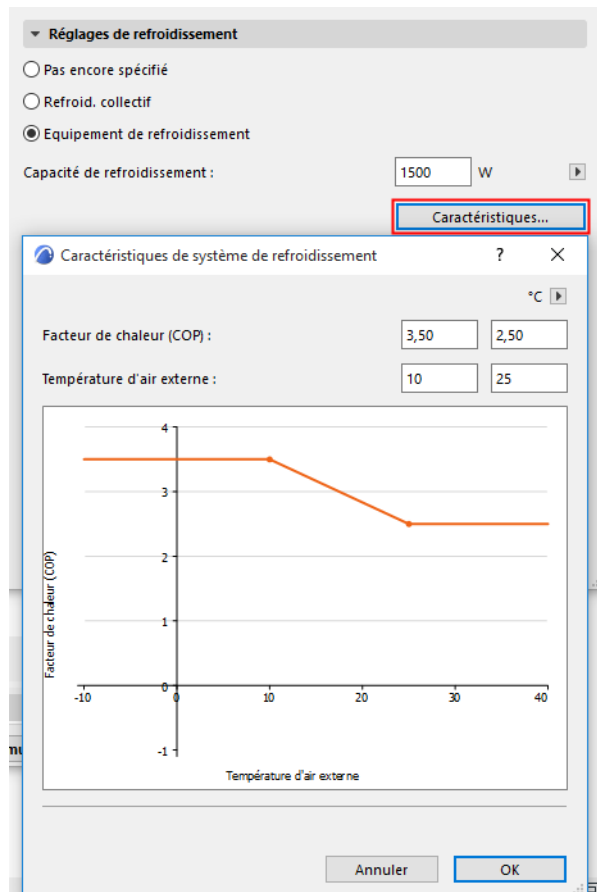 Réglages de refroidissement
Pas encore spécifié
Refroid. collectif
Equipement de refroidissement
Capacité de refroidissement : 1500 W
Caractéristiques...
Caractéristiques de système de refroidissement ?
°C
Facteur de chaleur (COP) : 3,50 2,50
Température d'air externe : 10 25
4
3
2
1
0
-1
Facteur de chaleur (COP)
-10 0 10 20 30 40
Température d'air externe
Annuler OK